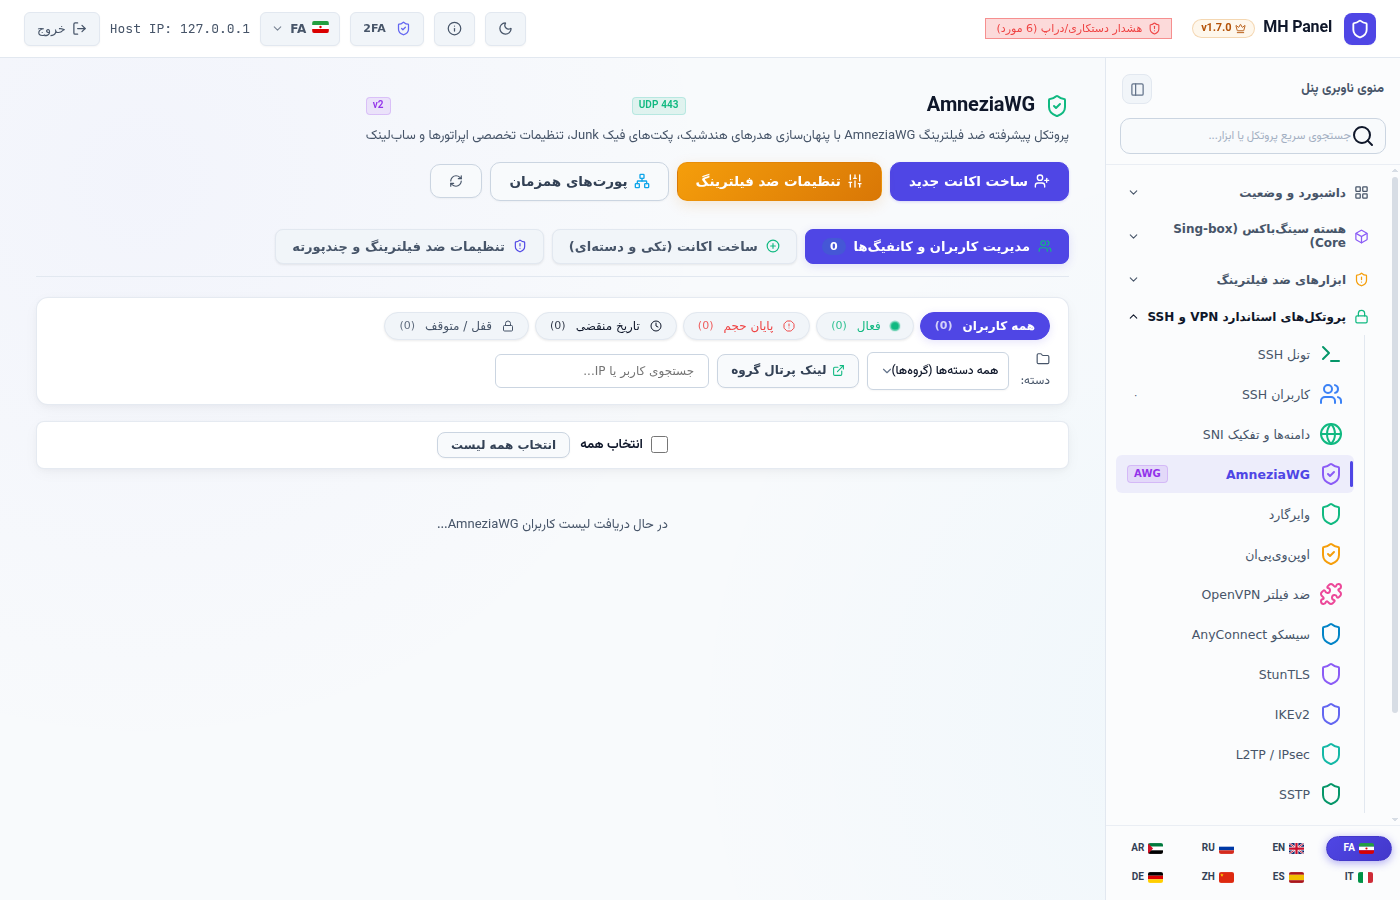 MH Panel
v1.7.0
هشدار دستکاری/دراپ (6 مورد)
2FA
FA
Host IP: 127.0.0.1
خروج
منوی ناوبری پنل
جستجوی سریع پروتکل یا ابزار...
داشبورد و وضعیت
هسته سینگ‌باکس (Sing-box Core)
ابزارهای ضد فیلترینگ
پروتکل‌های استاندارد VPN و SSH
تونل SSH
کاربران SSH
دامنه‌ها و تفکیک SNI
AmneziaWG
AWG
وایرگارد
اوپن‌وی‌پی‌ان
ضد فیلتر OpenVPN
سیسکو AnyConnect
StunTLS
IKEv2
L2TP / IPsec
SSTP
FA
EN
RU
AR
IT
ES
ZH
DE
AmneziaWG
UDP 443
v2
پروتکل پیشرفته ضد فیلترینگ AmneziaWG با پنهان‌سازی هدرهای هندشیک، پکت‌های فیک Junk، تنظیمات تخصصی اپراتورها و ساب‌لینک
ساخت اکانت جدید
تنظیمات ضد فیلترینگ
پورت‌های همزمان
مدیریت کاربران و کانفیگ‌ها 0
ساخت اکانت (تکی و دسته‌ای)
تنظیمات ضد فیلترینگ و چندپورته
همه کاربران (0)
فعال (0)
پایان حجم (0)
تاریخ منقضی (0)
قفل / متوقف (0)
دسته:
همه دسته‌ها (گروه‌ها)
لینک پرتال گروه
جستجوی کاربر یا IP...
انتخاب همه
انتخاب همه لیست
در حال دریافت لیست کاربران AmneziaWG...